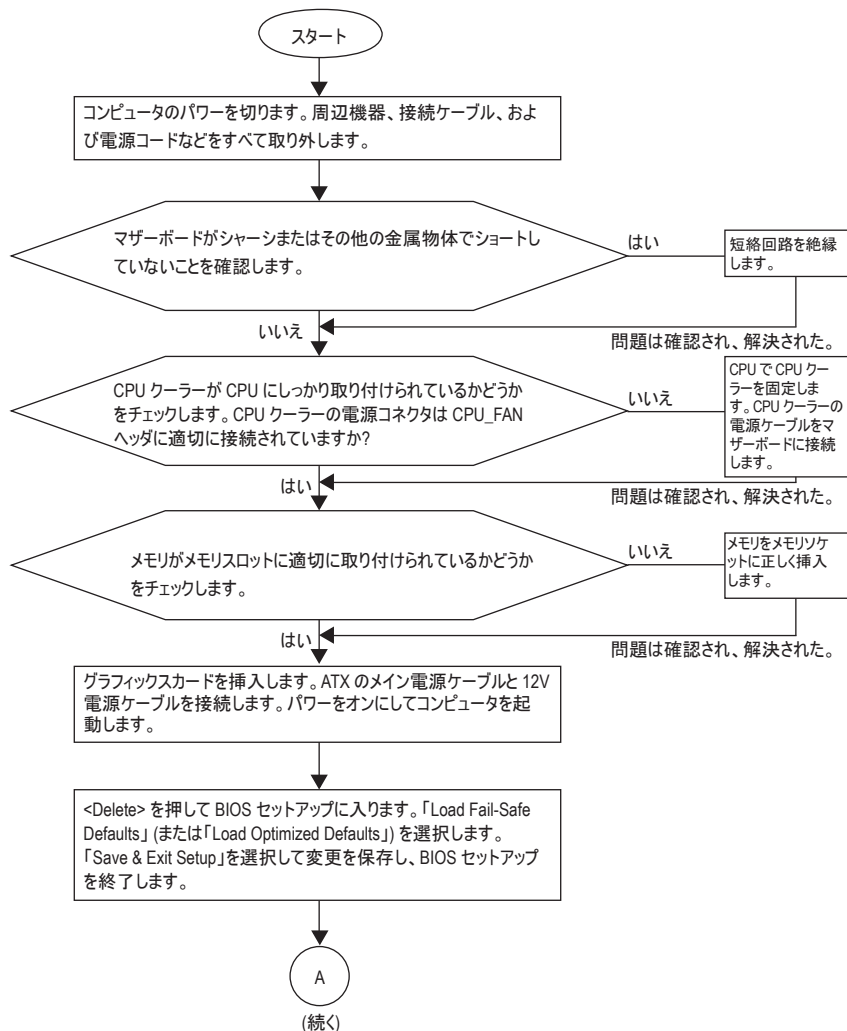 スタート
コンピュータのパワーを切ります。周辺機器、接続ケーブル、およ
び電源コードなどをすべて取り外します。
マザーボードがシャーシまたはその他の金属物体でショートし
ていないことを確認します。
はい
短絡回路を絶縁
します。
いいえ
問題は確認され、解決された。
CPU クーラーが CPU にしっかり取り付けられているかどうか
をチェックします。CPU クーラーの電源コネクタは CPU_FAN
ヘッダに適切に接続されていますか?
いいえ
CPU で CPU クー
ラーを固定しま
す。CPU クーラーの
電源ケーブルをマ
ザーボードに接続
します。
はい
問題は確認され、解決された。
メモリがメモリスロットに適切に取り付けられているかどうか
をチェックします。
いいえ
メモリをメモリソケ
ットに正しく挿入
します。
はい
問題は確認され、解決された。
グラフィックスカードを挿入します。ATX のメイン電源ケーブルと 12V
電源ケーブルを接続します。パワーをオンにしてコンピュータを起
動します。
<Delete> を押して BIOS セットアップに入ります。「Load Fail-Safe
Defaults」 (または「Load Optimized Defaults」) を選択します。
「Save & Exit Setup」を選択して変更を保存し、BIOS セットアップ
を終了します。
A
(続く)